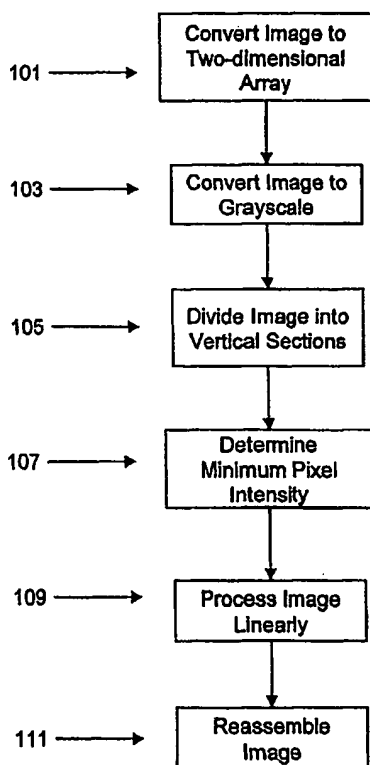 Convert Image to
Two-dimensional
Array
101
Convert Image to
Grayscale
103
Divide Image into
Vertical Sections
105
Determine
Minimum Pixel
Intensity
107
Process Image
Linearly
109
Reassemble
Image
111